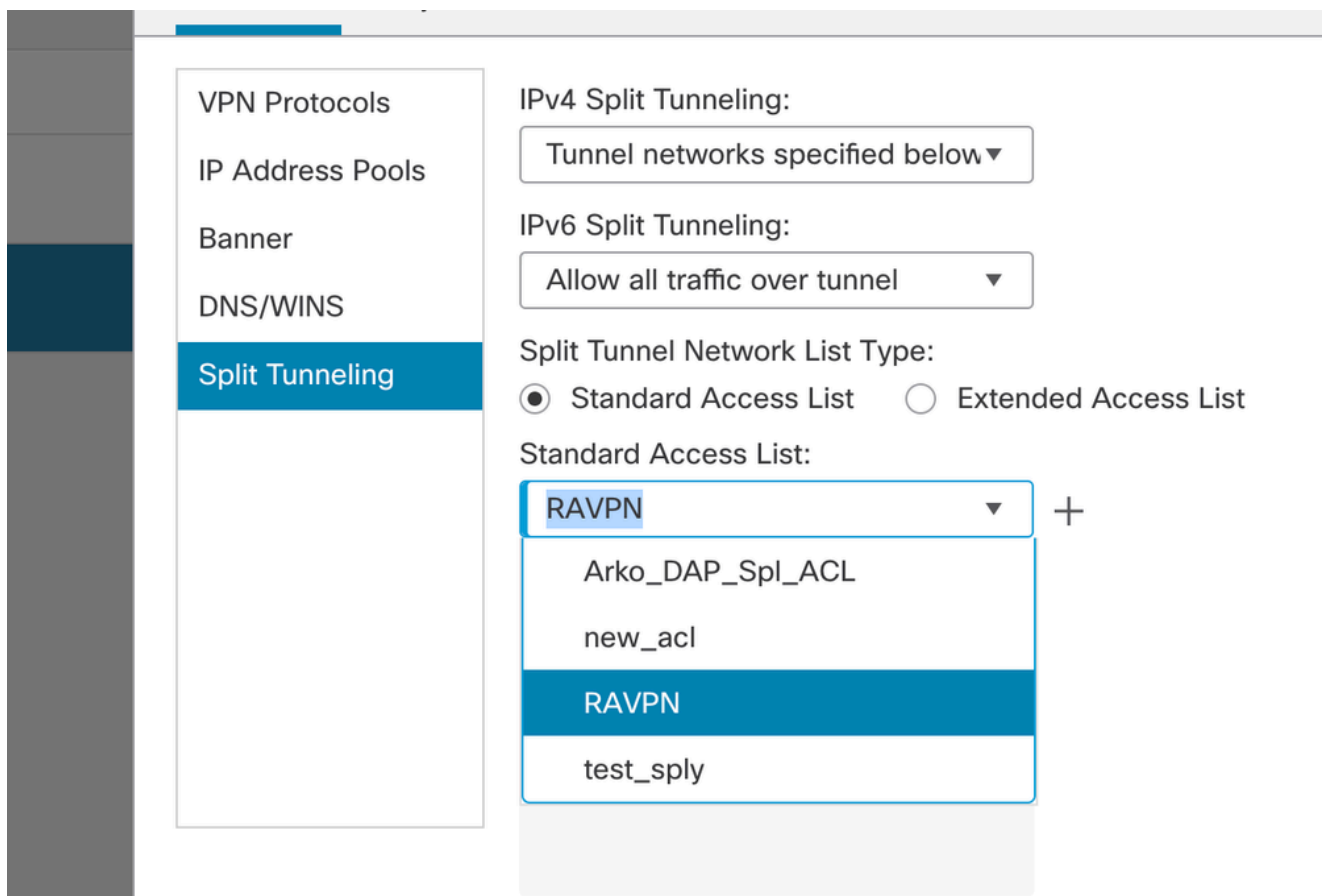 VPN Protocols
IP Address Pools
Banner
DNS/WINS
Split Tunneling
IPv4 Split Tunneling:
Tunnel networks specified below
IPv6 Split Tunneling:
Allow all traffic over tunnel
Split Tunnel Network List Type:
Standard Access List Extended Access List
Standard Access List:
RAVPN
Arko_DAP_Spl_ACL
new_acl
RAVPN
test_sply